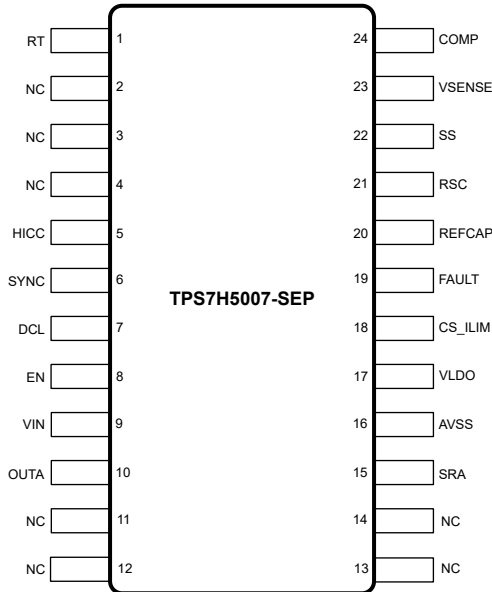 RT 1 24 COMP
NC 2 23 VSENSE
NC 3 22 SS
NC 4 21 RSC
HICC 5 20 REFCAP
SYNC 6 19 FAULT
TPS7H5007-SEP
DCL 7 18 CS_ILIM
EN 8 17 VLDO
VIN 9 16 AVSS
OUTA 10 15 SRA
NC 11 14 NC
NC 12 13 NC